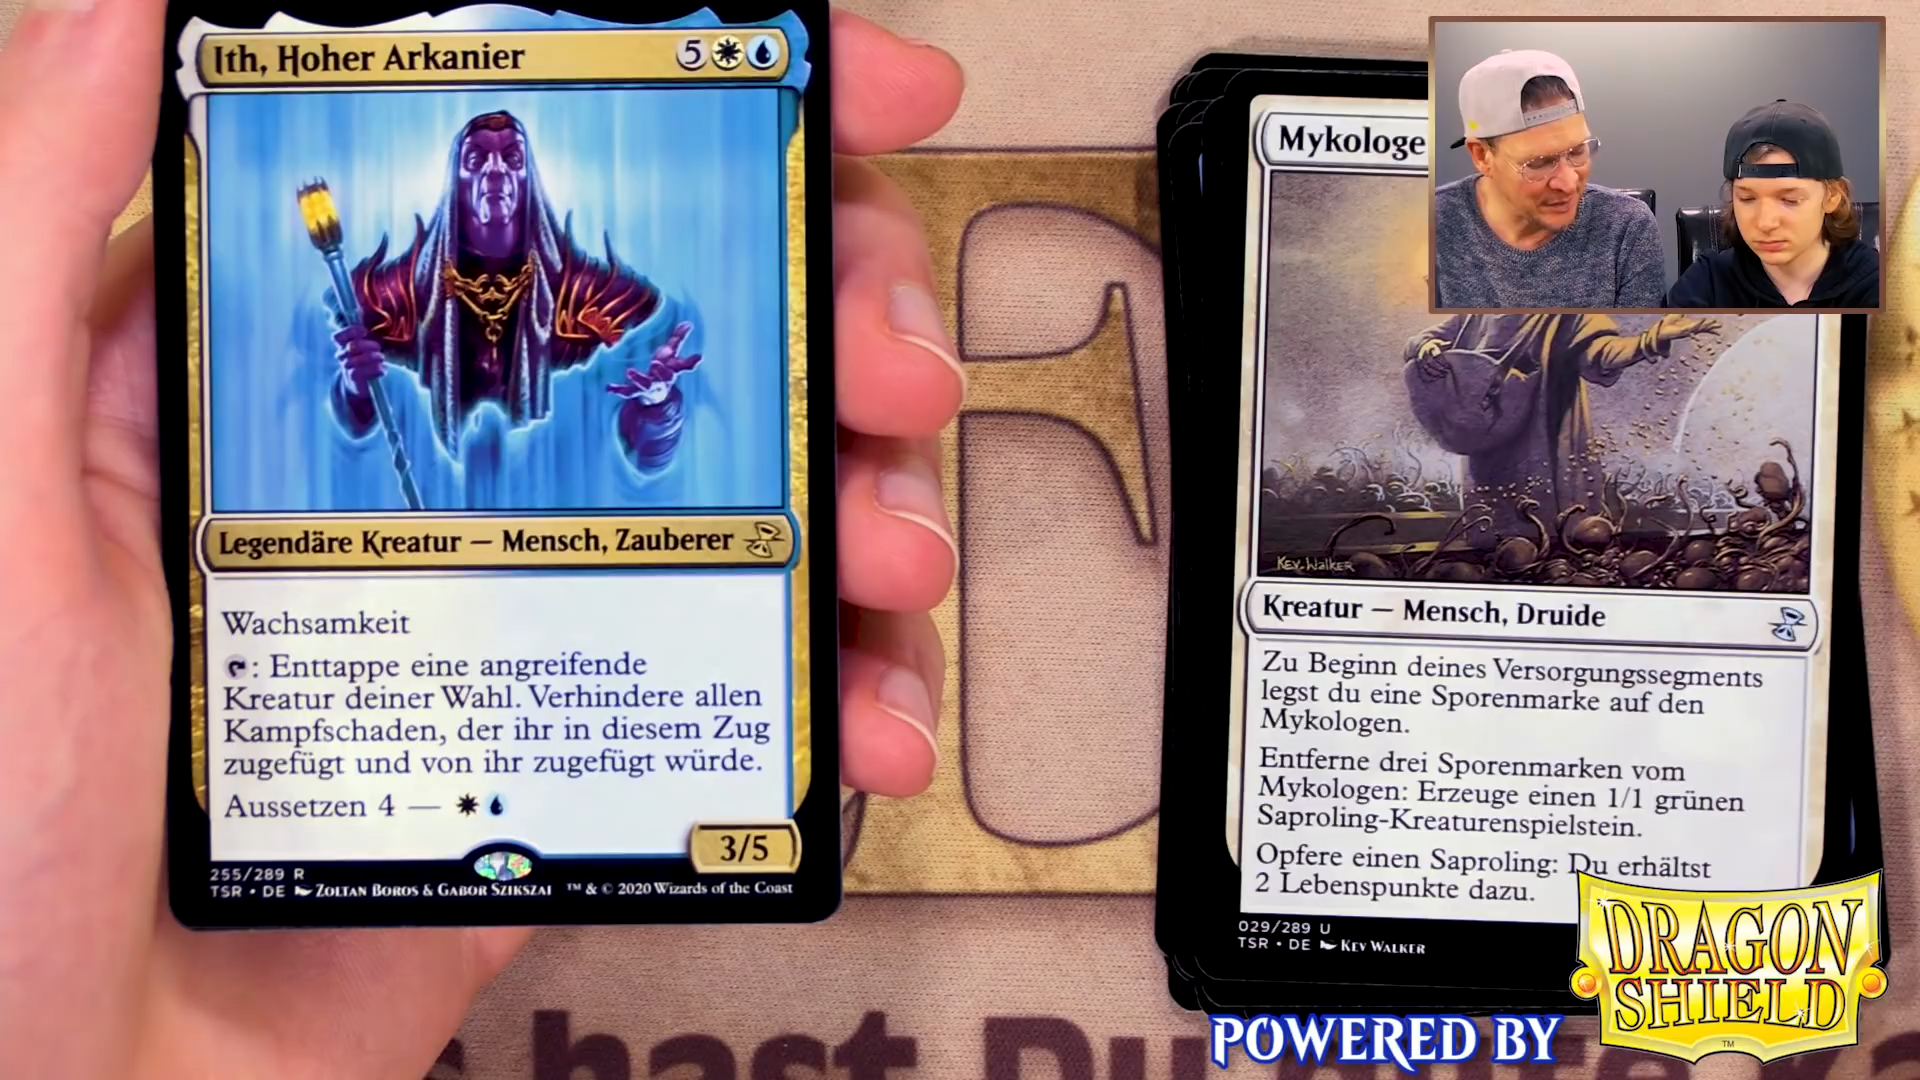 Ith, Hoher Arkanier
5
Legendäre Kreatur — Mensch, Zauberer
Wachsamkeit
: Enttappe eine angreifende
Kreatur deiner Wahl. Verhindere allen
Kampfschaden, der ihr in diesem Zug
zugefügt und von ihr zugefügt würde.
Aussetzen 4 —
3/5
255/289 R
TSR • DE ZOLTAN BOROS & GABOR SZIKSZAI ™ & © 2020 Wizards of the Coast
Mykologe
KEV. WALKER
Kreatur — Mensch, Druide
Zu Beginn deines Versorgungssegments
legst du eine Sporenmarke auf den
Mykologen.
Entferne drei Sporenmarken vom
Mykologen: Erzeuge einen 1/1 grünen
Saproling-Kreaturenspielstein.
Opfere einen Saproling: Du erhältst
2 Lebenspunkte dazu.
029/289 U
TSR • DE KEV WALKER
hast Du
POWERED BY
DRAGON
SHIELD
™